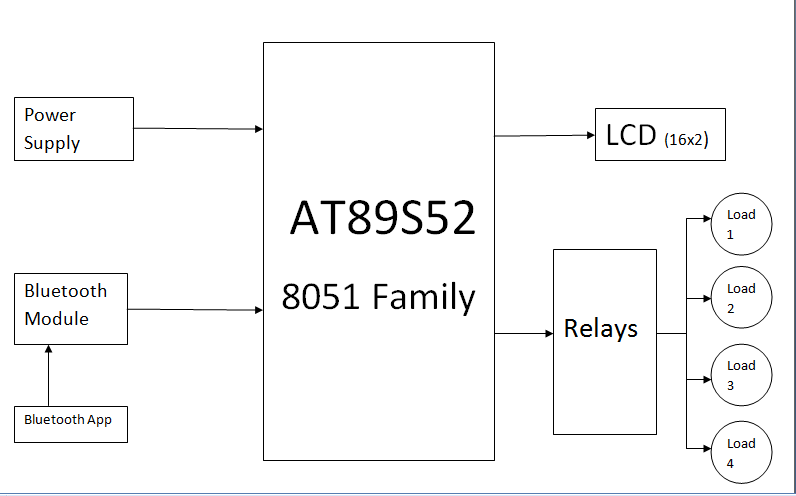 Power
Supply
AT89S52
8051 Family
LCD (16x2)
Bluetooth
Module
Bluetooth App
Relays
Load
1
Load
2
Load
3
Load
4